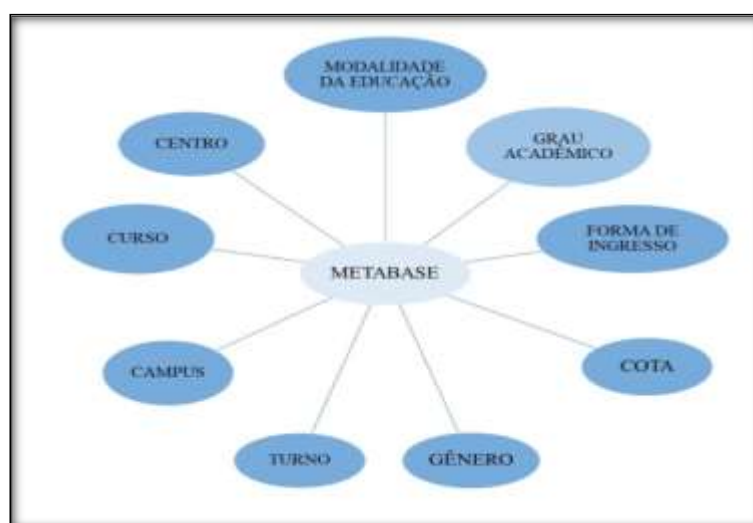 MODALIDADE
DA EDUCAÇÃO
GRAU
ACADÊMICO
CENTRO
CURSO
FORMA DE
INGRESSO
METABASE
CAMPUS
COTA
TURNO
GÊNERO